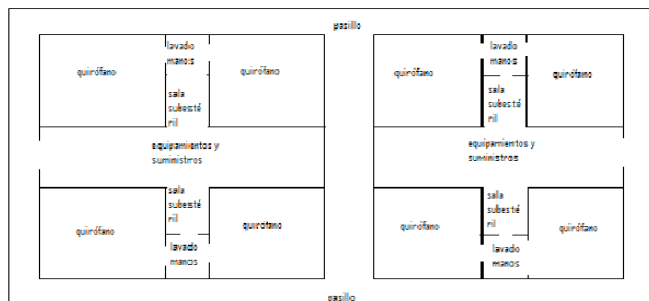 pasillo
lavado
manos
quirófano
quirófano
sala
subesté
ril
lavado
manos
quirófano
quirófano
sala
subesté
ril
equipamientos y
suministros
equipamientos y
suministros
sala
subesté
ril
quirófano
quirófano
lavado
manos
sala
subesté
ril
quirófano
quirófano
lavado
manos
pasillo